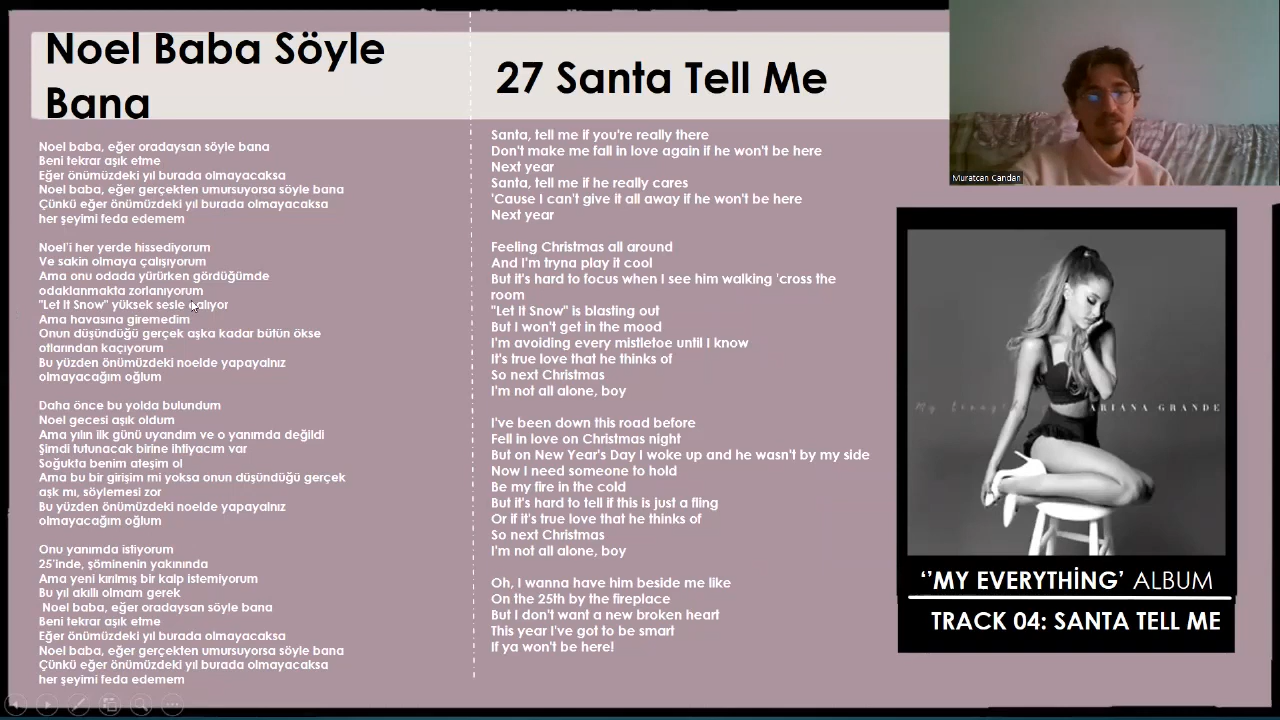 Noel Baba Söyle
Bana
Noel baba, eğer oradaysan söyle bana
Beni tekrar aşık etme
Eğer önümüzdeki yıl burada olmayacaksa
Noel baba, eğer gerçekten umursuyorsa söyle bana
Çünkü eğer önümüzdeki yıl burada olmayacaksa
her şeyimi feda edemem
Noel'i her yerde hissediyorum
Ve sakin olmaya çalışıyorum
Ama onu odada yürürken gördüğümde
odaklanmakta zorlanıyorum
"Let It Snow" yüksek sesle çalıyor
Ama havasına giremedim
Onun düşündüğü gerçek aşka kadar bütün ökse
otlarından kaçıyorum
Bu yüzden önümüzdeki noelde yapayalnız
olmayacağım oğlum
Daha önce bu yolda bulundum
Noel gecesi aşık oldum
Ama yılın ilk günü uyandım ve o yanımda değildi
Şimdi tutunacak birine ihtiyacım var
Soğukta benim ateşim ol
Ama bu bir girişim mi yoksa onun düşündüğü gerçek
aşk mı, söylemesi zor
Bu yüzden önümüzdeki noelde yapayalnız
olmayacağım oğlum
Onu yanımda istiyorum
25'inde, şöminenin yakınında
Ama yeni kırılmış bir kalp istemiyorum
Bu yıl akıllı olmam gerek
Noel baba, eğer oradaysan söyle bana
Beni tekrar aşık etme
Eğer önümüzdeki yıl burada olmayacaksa
Noel baba, eğer gerçekten umursuyorsa söyle bana
Çünkü eğer önümüzdeki yıl burada olmayacaksa
her şeyimi feda edemem
27 Santa Tell Me
Santa, tell me if you're really there
Don't make me fall in love again if he won't be here
Next year
Santa, tell me if he really cares
'Cause I can't give it all away if he won't be here
Next year
Feeling Christmas all around
And I'm tryna play it cool
But it's hard to focus when I see him walking 'cross the
room
"Let It Snow" is blasting out
But I won't get in the mood
I'm avoiding every mistletoe until I know
It's true love that he thinks of
So next Christmas
I'm not all alone, boy
I've been down this road before
Fell in love on Christmas night
But on New Year's Day I woke up and he wasn't by my side
Now I need someone to hold
Be my fire in the cold
But it's hard to tell if this is just a fling
Or if it's true love that he thinks of
So next Christmas
I'm not all alone, boy
Oh, I wanna have him beside me like
On the 25th by the fireplace
But I don't want a new broken heart
This year I've got to be smart
If ya won't be here!
Muratcan Candan
My Everything ARIANA GRANDE
‘’MY EVERYTHİNG’ ALBUM
TRACK 04: SANTA TELL ME